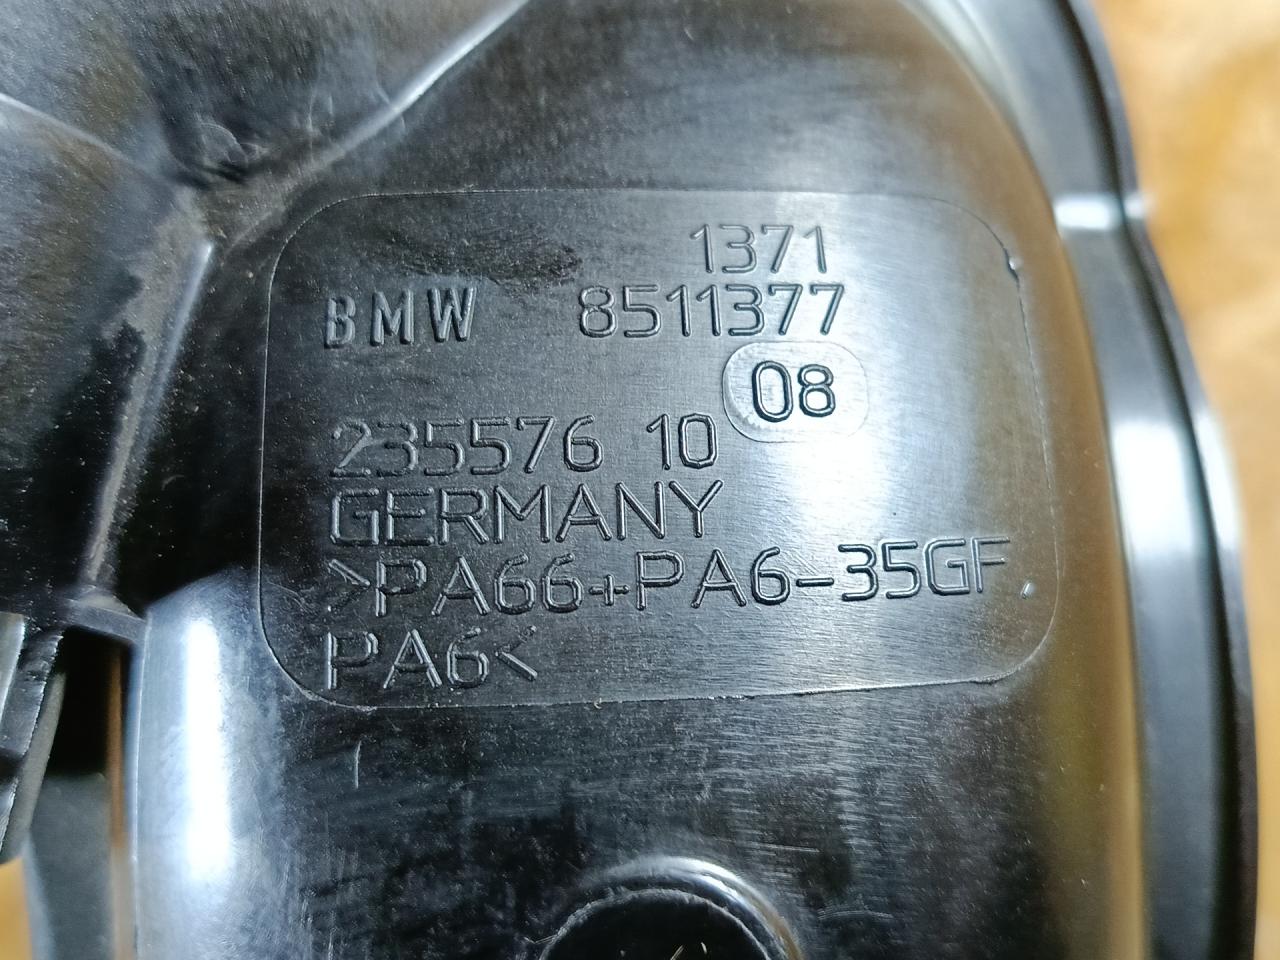 1371
BMW 8511377
08
235576 10
GERMANY
>PA66+PA6-35GF,
PA6<